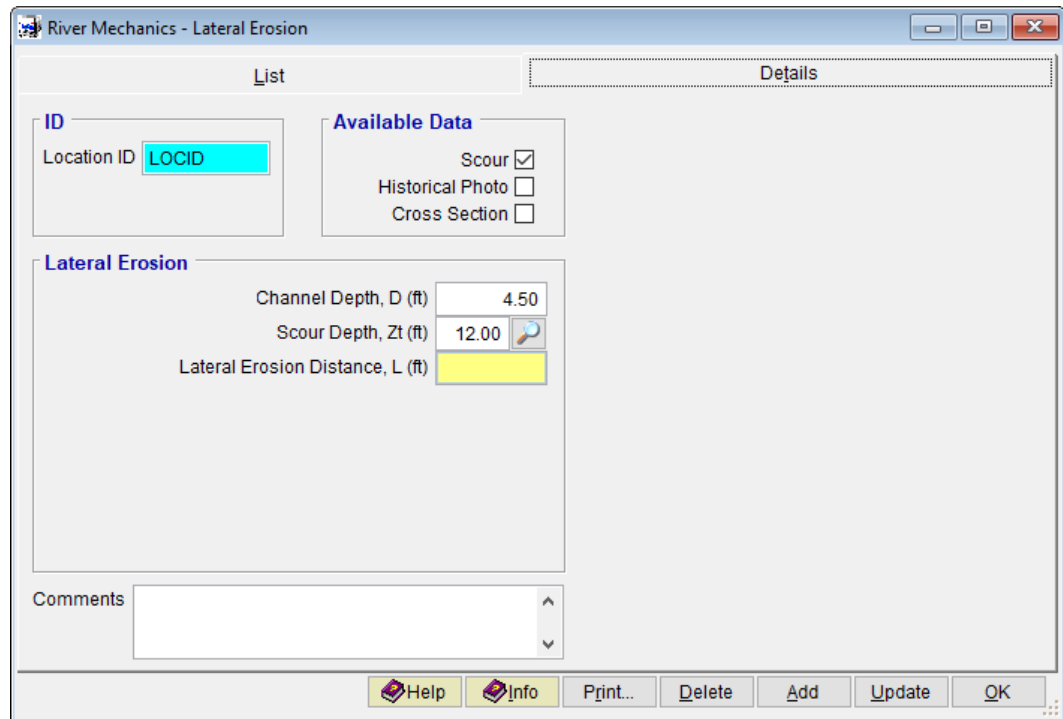 River Mechanics - Lateral Erosion
List
Details
ID
Location ID LOCID
Available Data
Scour
Historical Photo
Cross Section
Lateral Erosion
Channel Depth, D (ft) 4.50
Scour Depth, Zt (ft) 12.00
Lateral Erosion Distance, L (ft)
Comments
Help Info Print... Delete Add Update OK